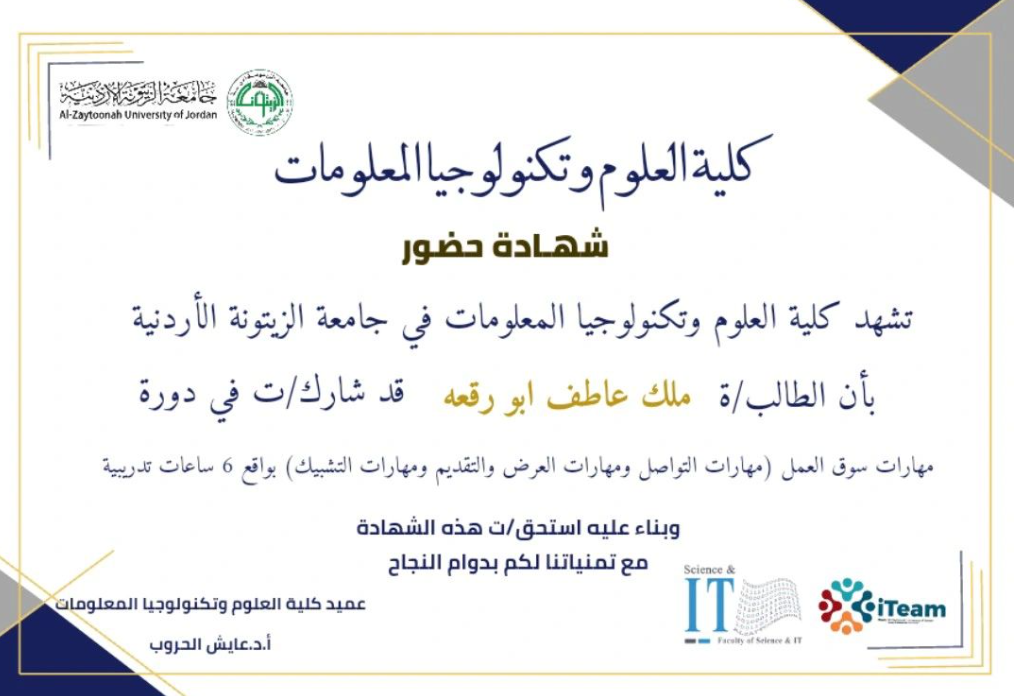 جامعة الزيتونة الأردنية
Al-Zaytoonah University of Jordan
كلية العلوم وتكنولوجيا المعلومات
شهادة حضور
تشهد كلية العلوم وتكنولوجيا المعلومات في جامعة الزيتونة الأردنية
بأن الطالب/ة ملك عاطف ابو رقعه قد شارك/ت في دورة
مهارات سوق العمل (مهارات التواصل ومهارات العرض والتقديم ومهارات التشبيك) بواقع 6 ساعات تدريبية
وبناء عليه استحق/ت هذه الشهادة
مع تمنياتنا لكم بدوام النجاح
Science &
IT
Faculty of Science & IT
iTeam
عميد كلية العلوم وتكنولوجيا المعلومات
أ.د.عايش الحروب